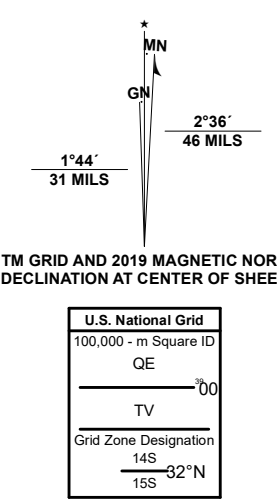 ★
MN
GN
2°36´
46 MILS
1°44´
31 MILS
TM GRID AND 2019 MAGNETIC NOR
DECLINATION AT CENTER OF SHEE
U.S. National Grid
100,000 - m Square ID
QE
3900
TV
Grid Zone Designation
14S
32°N
15S